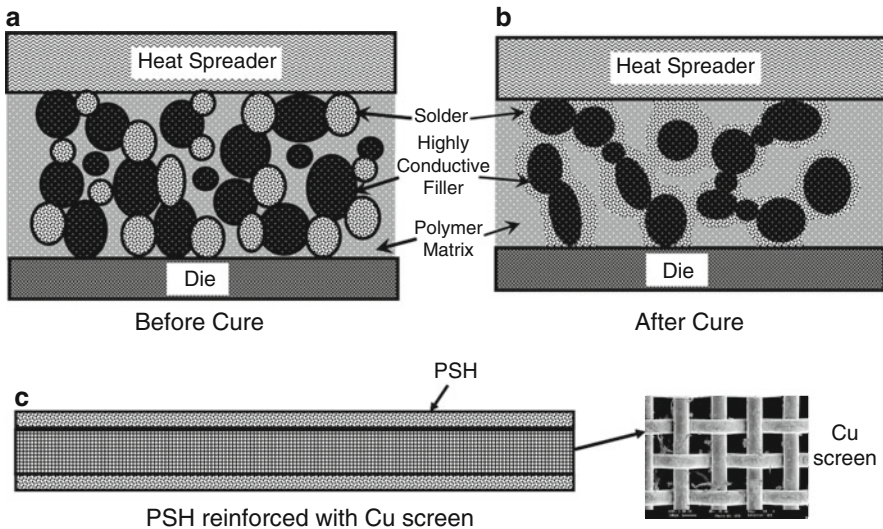 a
b
Heat Spreader
Heat Spreader
Solder
Highly
Conductive
Filler
Polymer
Matrix
Die
Die
Before Cure
After Cure
c
PSH
Cu
screen
PSH reinforced with Cu screen